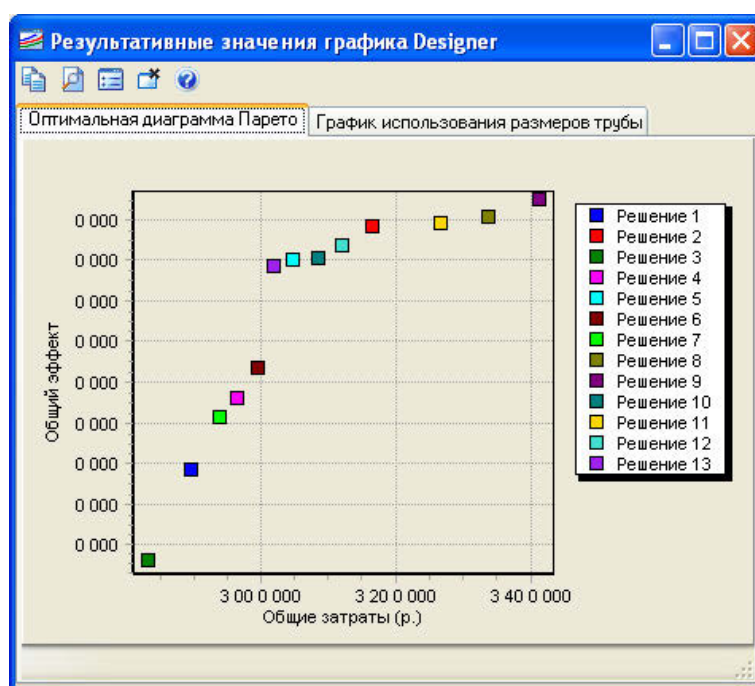 Результативные значения графика Designer
Оптимальная диаграмма Парето
График использования размеров трубы
0 000
0 000
0 000
0 000
0 000
0 000
0 000
0 000
0 000
Общий эффект
3 00 0 000
3 20 0 000
3 40 0 000
Общие затраты (р.)
Решение 1
Решение 2
Решение 3
Решение 4
Решение 5
Решение 6
Решение 7
Решение 8
Решение 9
Решение 10
Решение 11
Решение 12
Решение 13